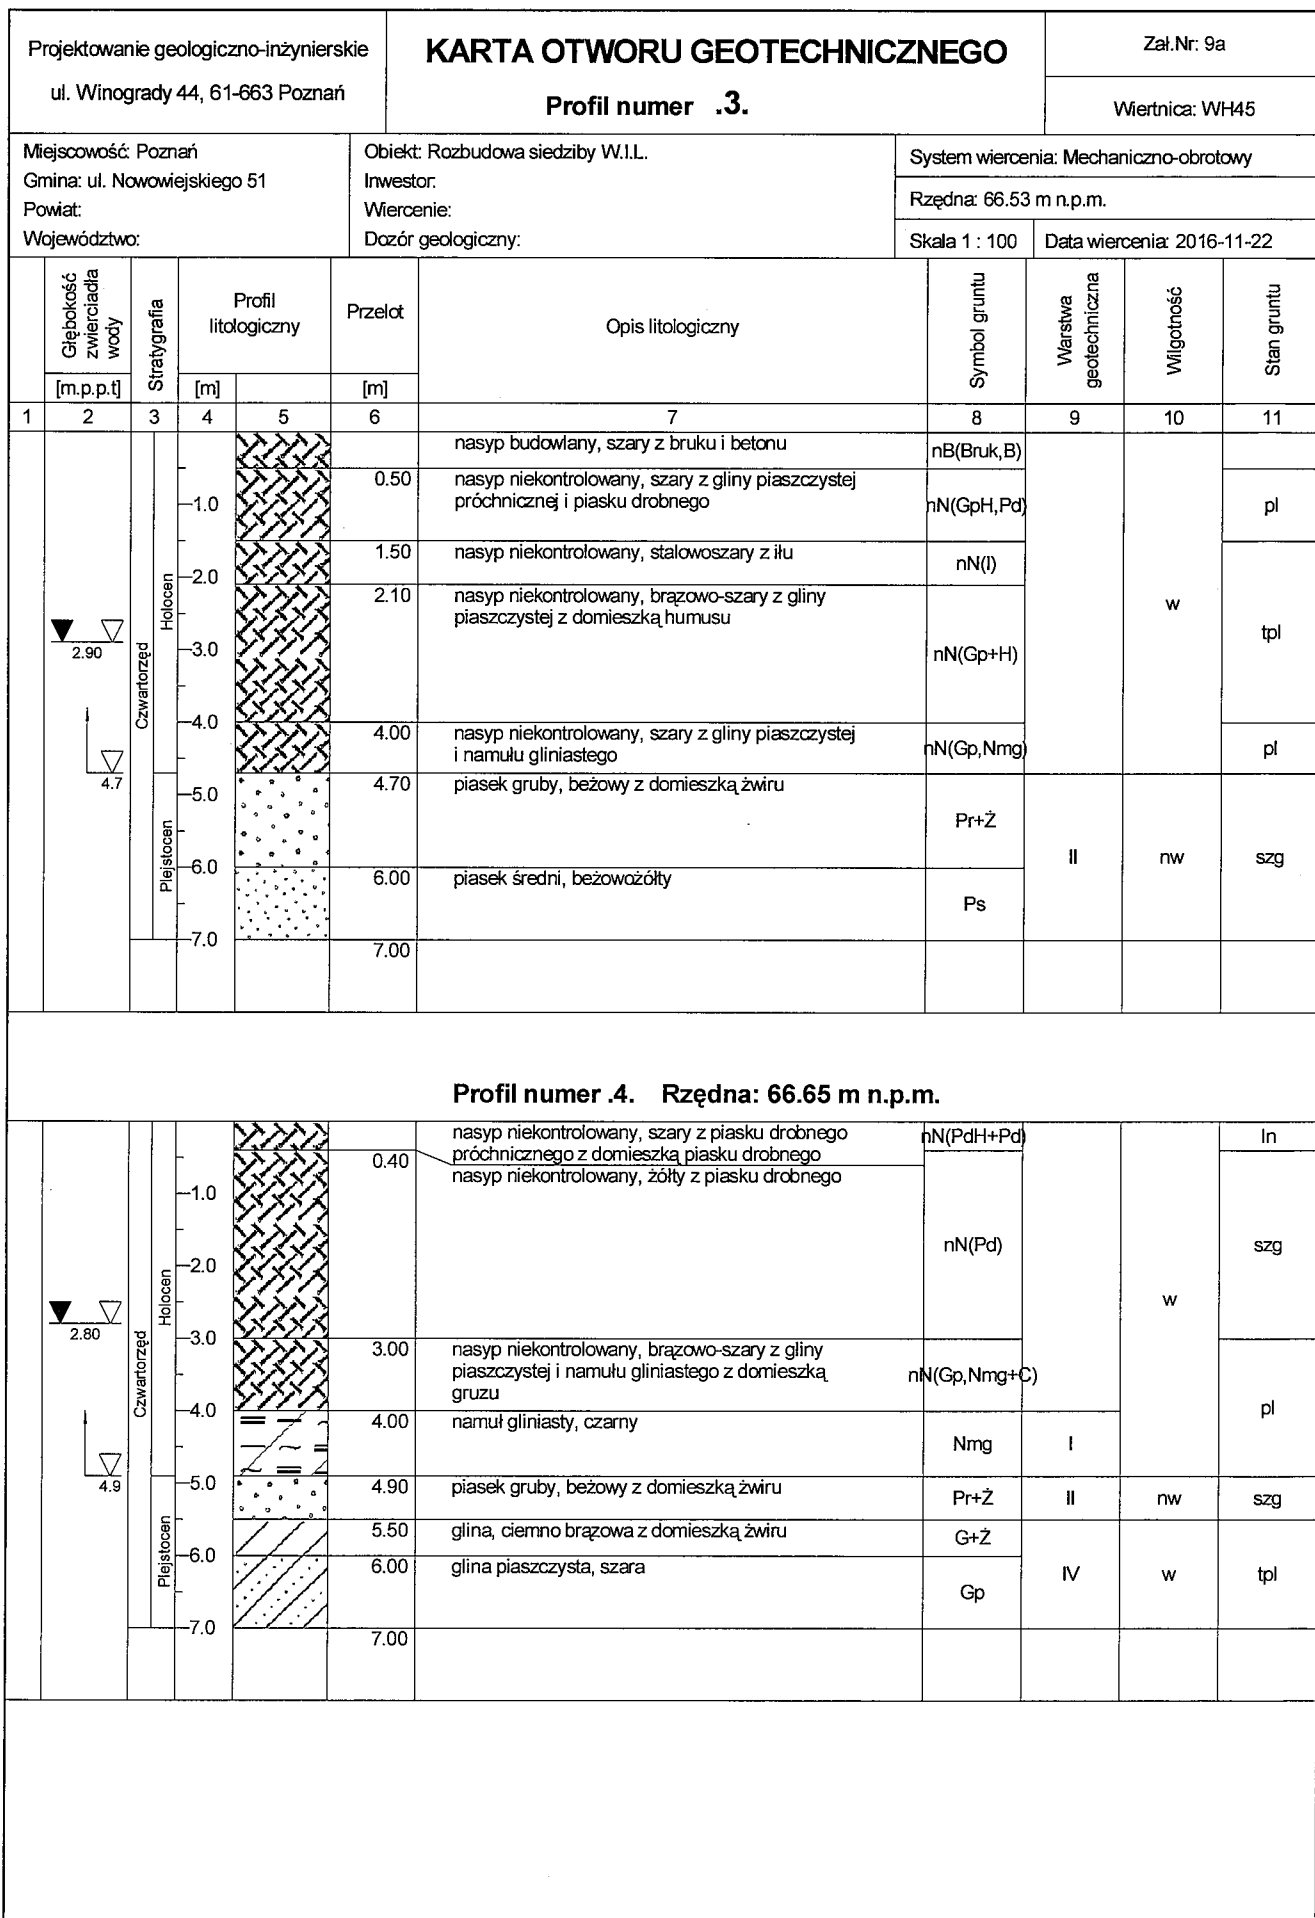 Projektowanie geologiczno-inżynierskie
ul. Winogrady 44, 61-663 Poznań
KARTA OTWORU GEOTECHNICZNEGO
Profil numer .3.
Zał.Nr: 9a
Wiertnica: WH45
Miejscowość: Poznań
Gmina: ul. Nowowiejskiego 51
Powiat:
Województwo:
Obiekt: Rozbudowa siedziby W.I.L.
Inwestor:
Wiercenie:
Dozór geologiczny:
System wiercenia: Mechaniczno-obrotowy
Rzędna: 66.53 m n.p.m.
Skala 1 : 100
Data wiercenia: 2016-11-22
Głębokość zwierciadła wody
[m.p.p.t]
Stratygrafia
Profil litologiczny
[m]
Przelot
[m]
Opis litologiczny
Symbol gruntu
Warstwa geotechniczna
Wilgotność
Stan gruntu
1 2 3 4 5 6 7 8 9 10 11
nasyp budowlany, szary z bruku i betonu
nB(Bruk,B)
0.50
nasyp niekontrolowany, szary z gliny piaszczystej
próchnicznej i piasku drobnego
nN(GpH,Pd)
pl
1.0
1.50
nasyp niekontrolowany, stalowoszary z iłu
nN(I)
2.0
2.10
nasyp niekontrolowany, brązowo-szary z gliny
piaszczystej z domieszką humusu
nN(Gp+H)
w
tpl
Holocen
Czwartorzęd
2.90
3.0
4.0
4.00
nasyp niekontrolowany, szary z gliny piaszczystej
i namułu gliniastego
nN(Gp,Nmg)
pl
4.7
4.70
piasek gruby, beżowy z domieszką żwiru
Pr+Ż
5.0
Plejstocen
II
nw
szg
6.0
6.00
piasek średni, beżowożółty
Ps
7.0
7.00
Profil numer .4. Rzędna: 66.65 m n.p.m.
nasyp niekontrolowany, szary z piasku drobnego
próchnicznego z domieszką piasku drobnego
nN(PdH+Pd)
ln
0.40
nasyp niekontrolowany, żółty z piasku drobnego
1.0
nN(Pd)
szg
2.0
Holocen
w
2.80
Czwartorzęd
3.0
3.00
nasyp niekontrolowany, brązowo-szary z gliny
piaszczystej i namułu gliniastego z domieszką
gruzu
nN(Gp,Nmg+C)
pl
4.0
4.00
namuł gliniasty, czarny
Nmg
I
4.9
5.0
4.90
piasek gruby, beżowy z domieszką żwiru
Pr+Ż
II
nw
szg
5.50
glina, ciemno brązowa z domieszką żwiru
G+Ż
Plejstocen
6.0
6.00
glina piaszczysta, szara
Gp
IV
w
tpl
7.0
7.00